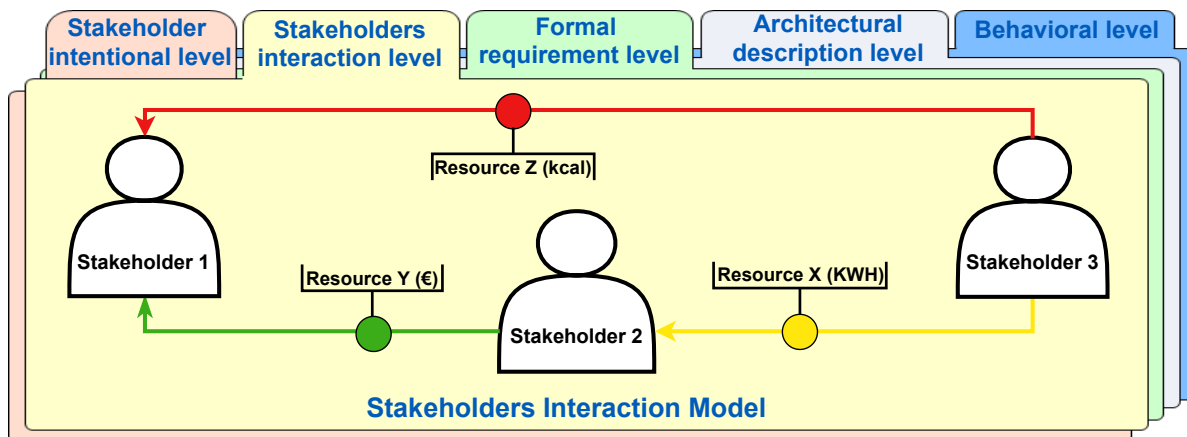 Stakeholder
intentional level
Stakeholders
interaction level
Formal
requirement level
Architectural
description level
Behavioral level
Resource Z (kcal)
Stakeholder 1
Resource Y (€)
Stakeholder 2
Resource X (KWH)
Stakeholder 3
Stakeholders Interaction Model